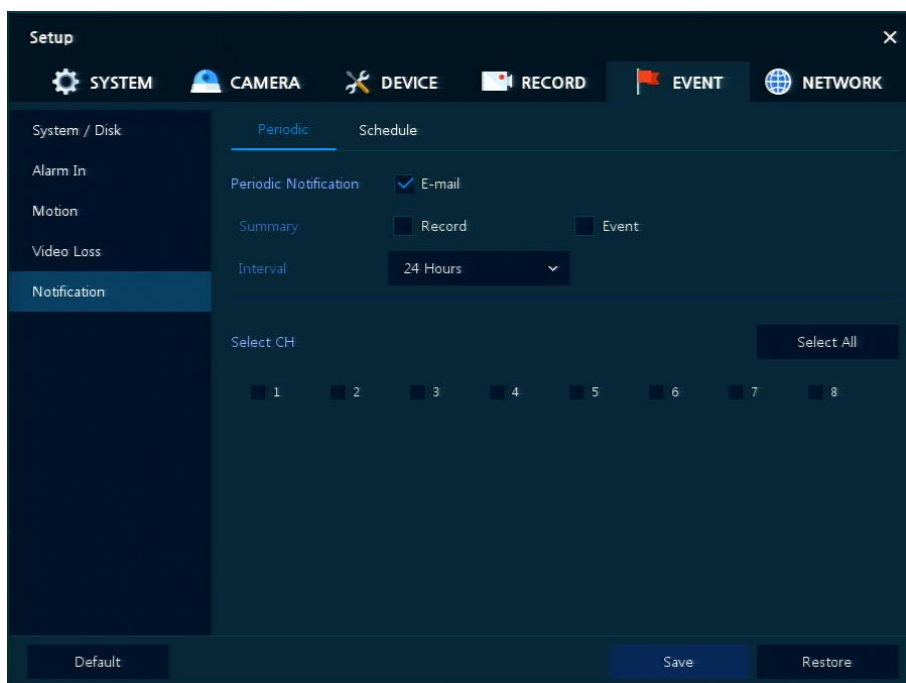 Setup
SYSTEM CAMERA DEVICE RECORD EVENT NETWORK
System / Disk
Alarm In
Motion
Video Loss
Notification
Periodic Schedule
Periodic Notification E-mail
Summary Record Event
Interval 24 Hours
Select CH Select All
1 2 3 4 5 6 7 8
Default Save Restore